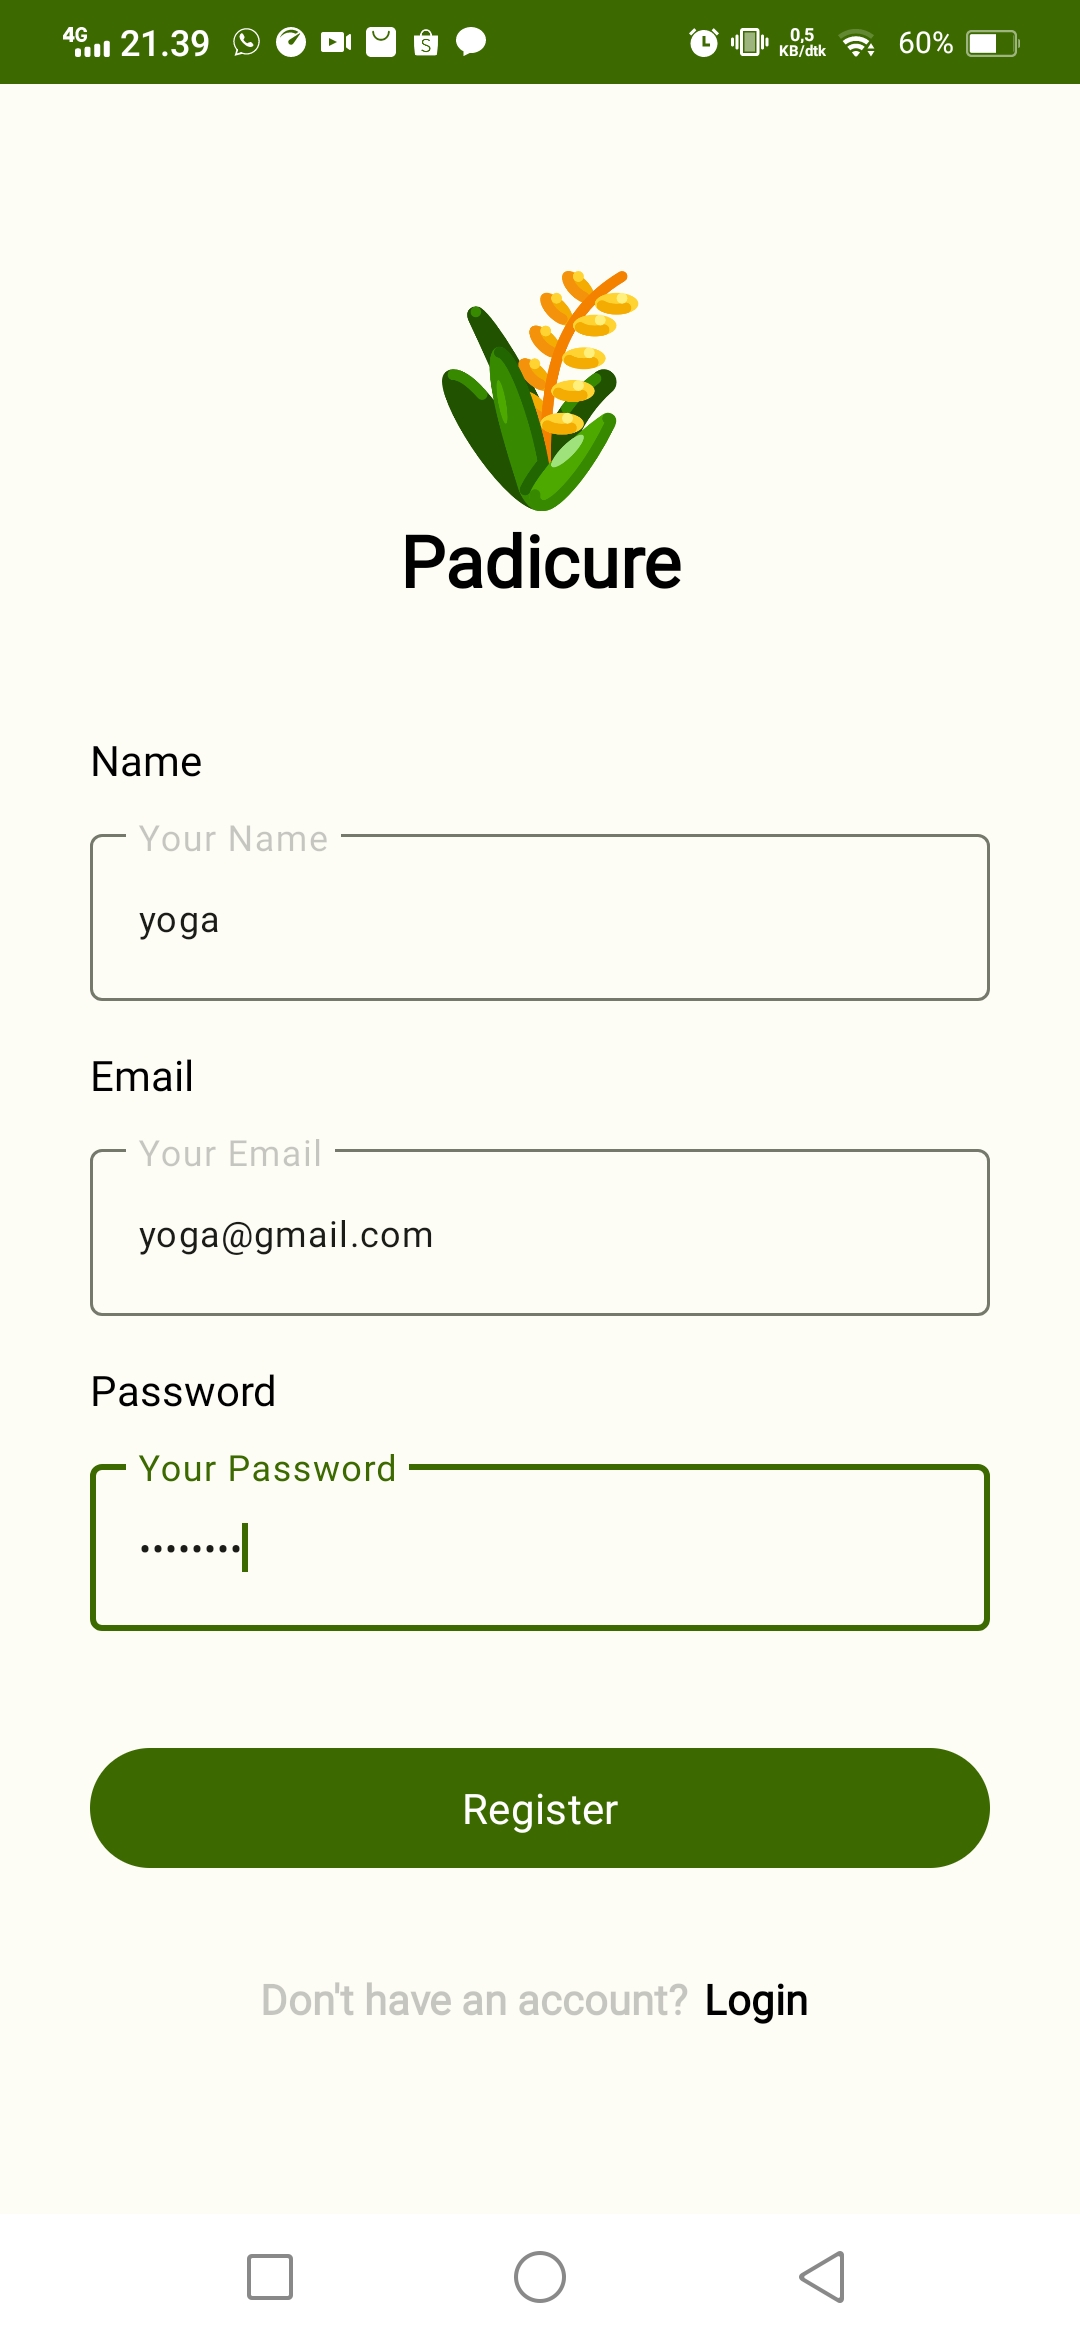 4G 21.39 0,5 KB/dtk 60%
Padicure
Name
Your Name
yoga
Email
Your Email
yoga@gmail.com
Password
Your Password
••••••••
Register
Don't have an account? Login